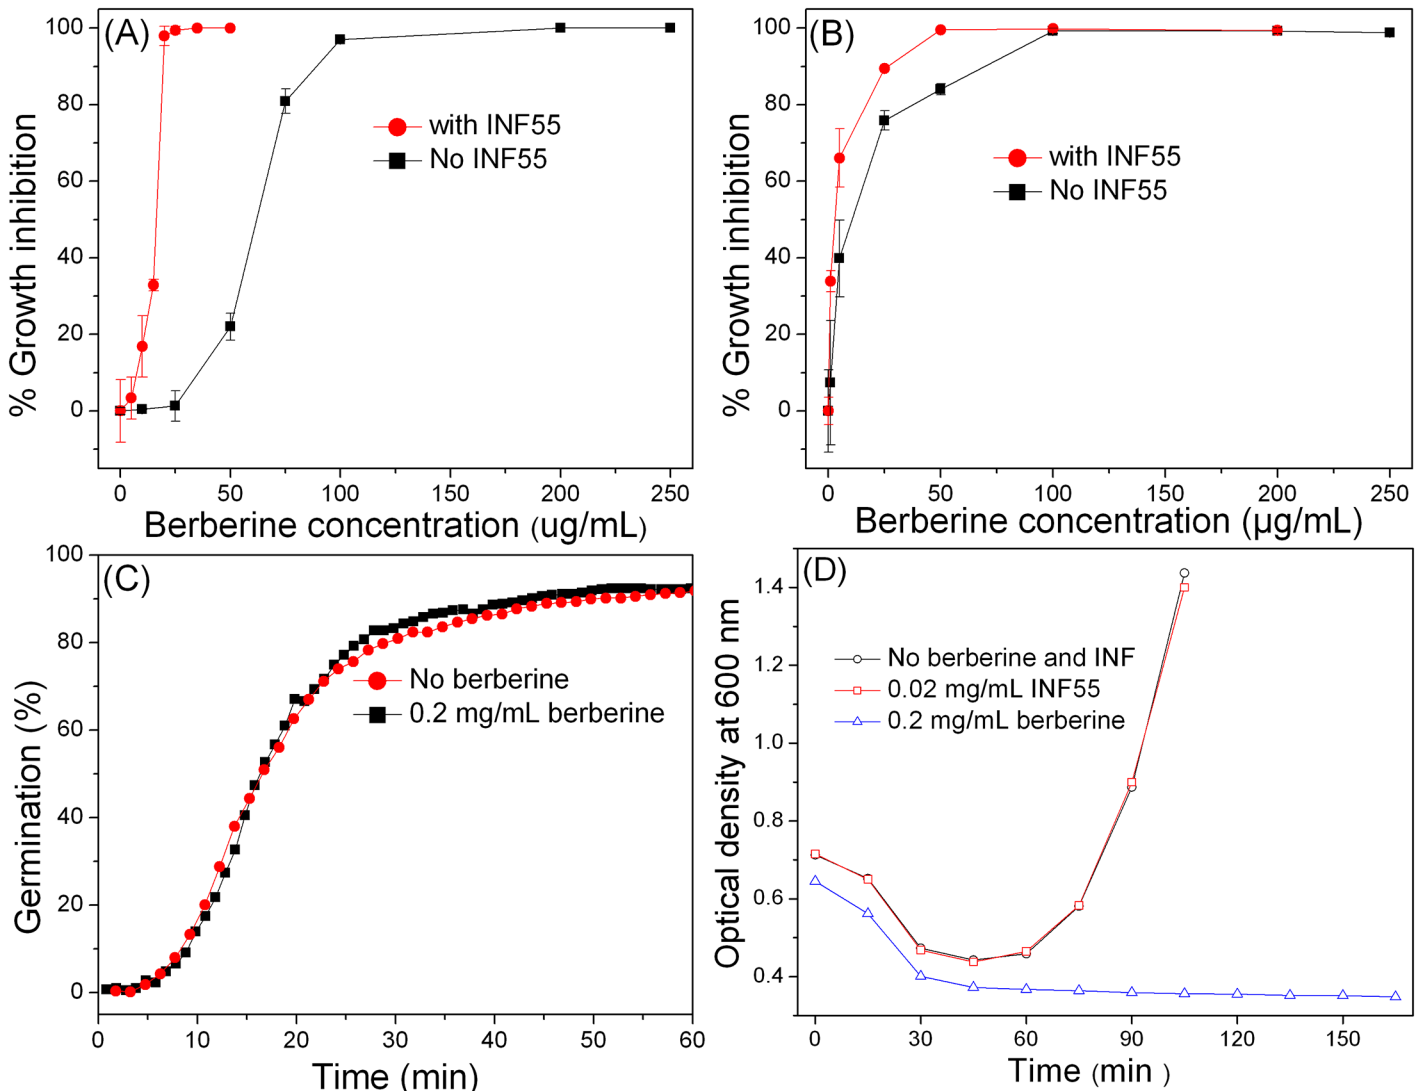 (A)
100
80
60
40
20
0
% Growth inhibition
with INF55
No INF55
0 50 100 150 200 250
Berberine concentration (ug/mL)
(B)
100
80
60
40
20
0
% Growth inhibition
with INF55
No INF55
0 50 100 150 200 250
Berberine concentration (µg/mL)
(C)
100
80
60
40
20
0
Germination (%)
No berberine
0.2 mg/mL berberine
0 10 20 30 40 50 60
Time (min)
(D)
1.4
1.2
1.0
0.8
0.6
0.4
Optical density at 600 nm
No berberine and INF
0.02 mg/mL INF55
0.2 mg/mL berberine
0 30 60 90 120 150
Time (min )